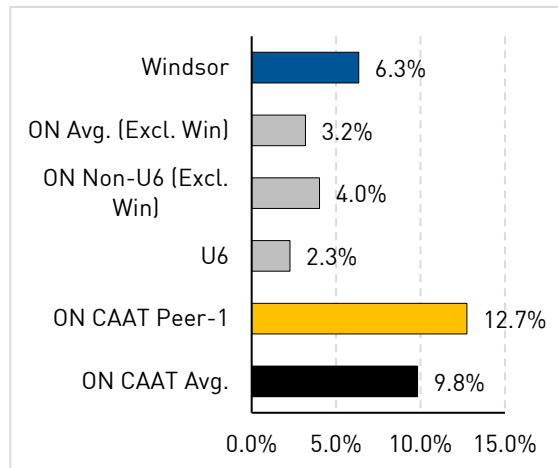 Windsor 6.3%
ON Avg. (Excl. Win) 3.2%
ON Non-U6 (Excl.
Win) 4.0%
U6 2.3%
ON CAAT Peer-1 12.7%
ON CAAT Avg. 9.8%
0.0% 5.0% 10.0% 15.0%